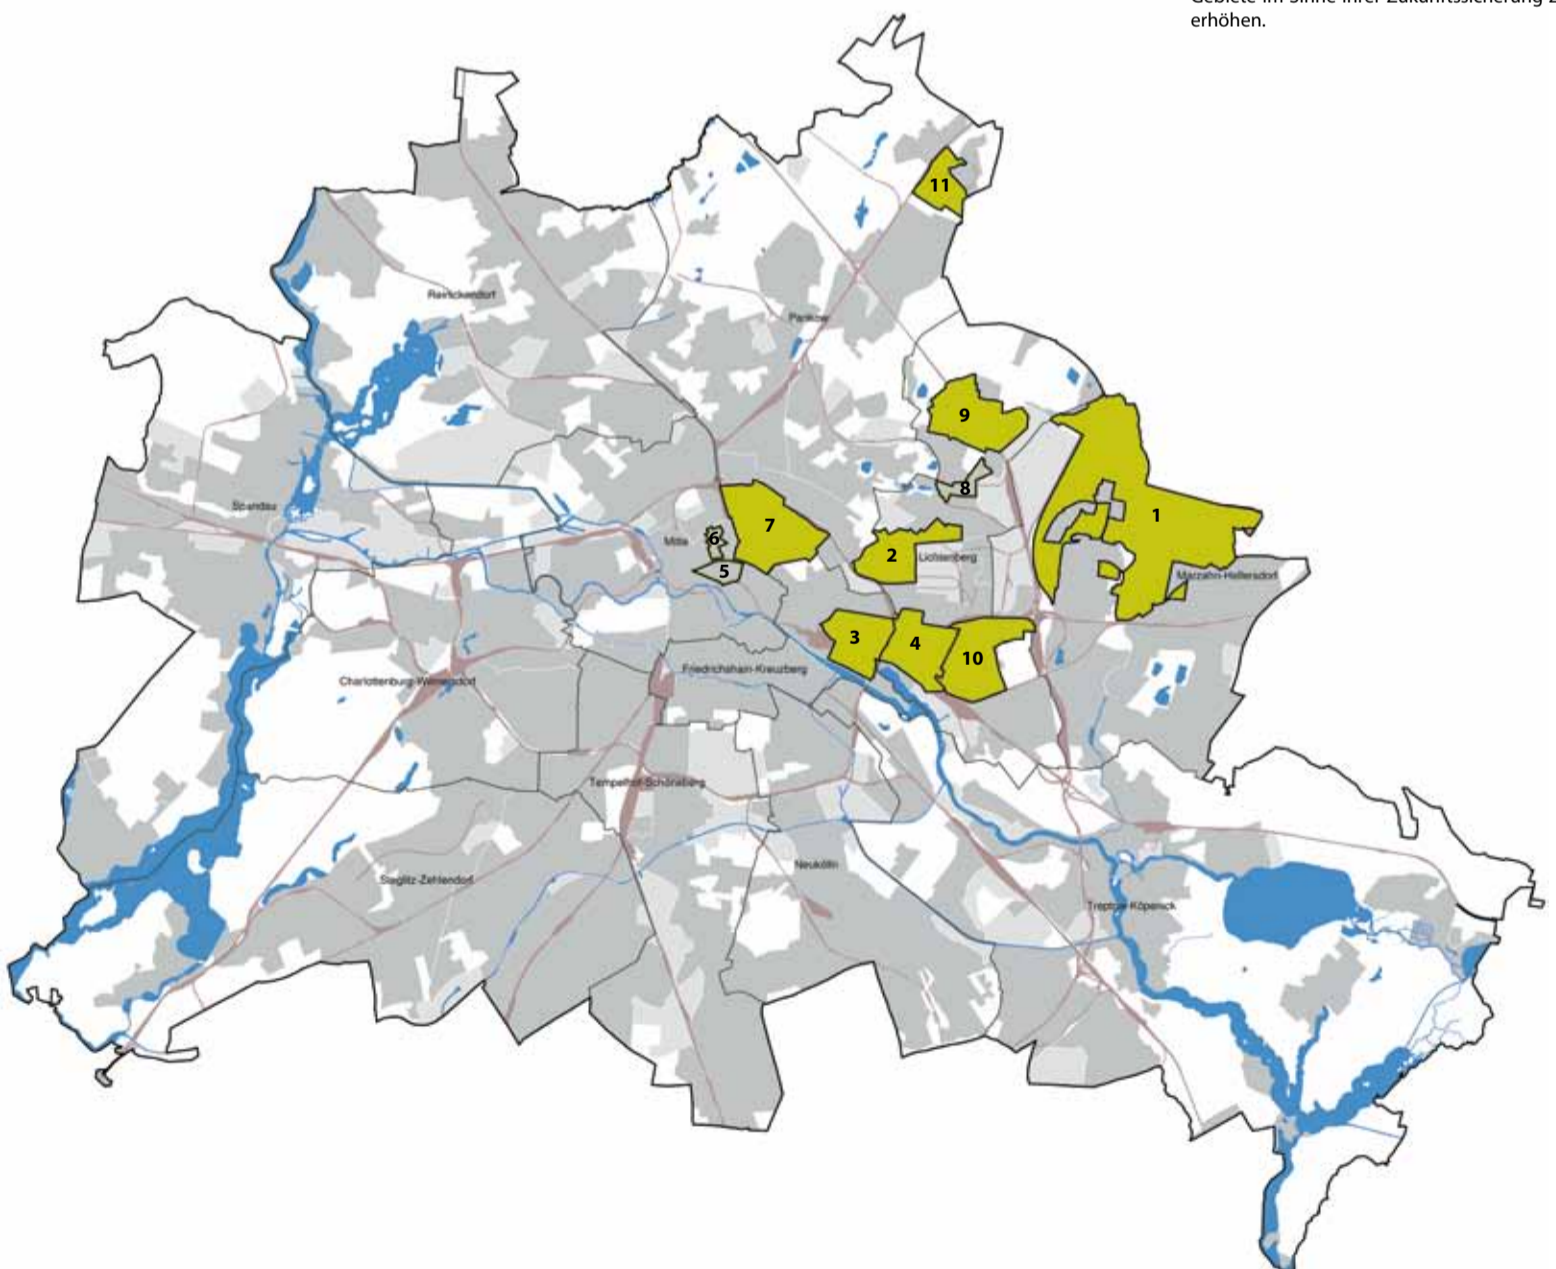 erhöhen.
11
Reinickendorf
Pankow
9
8
1
Spandau
7
6
Mitte
2
Lichtenberg
5
Marzahn-Hellersdorf
3
4
10
Friedrichshain-Kreuzberg
Charlottenburg-Wilmersdorf
Tempelhof-Schöneberg
Neukölln
Steglitz-Zehlendorf
Treptow-Köpenick